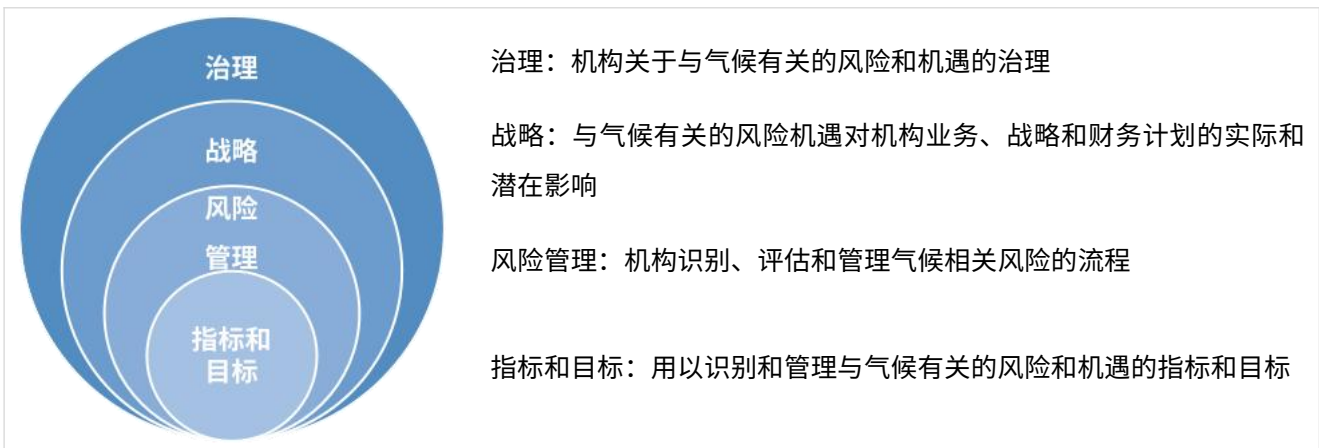 治理
战略
风险
管理
指标和
目标
治理：机构关于与气候有关的风险和机遇的治理
战略：与气候有关的风险机遇对机构业务、战略和财务计划的实际和
潜在影响
风险管理：机构识别、评估和管理气候相关风险的流程
指标和目标：用以识别和管理与气候有关的风险和机遇的指标和目标